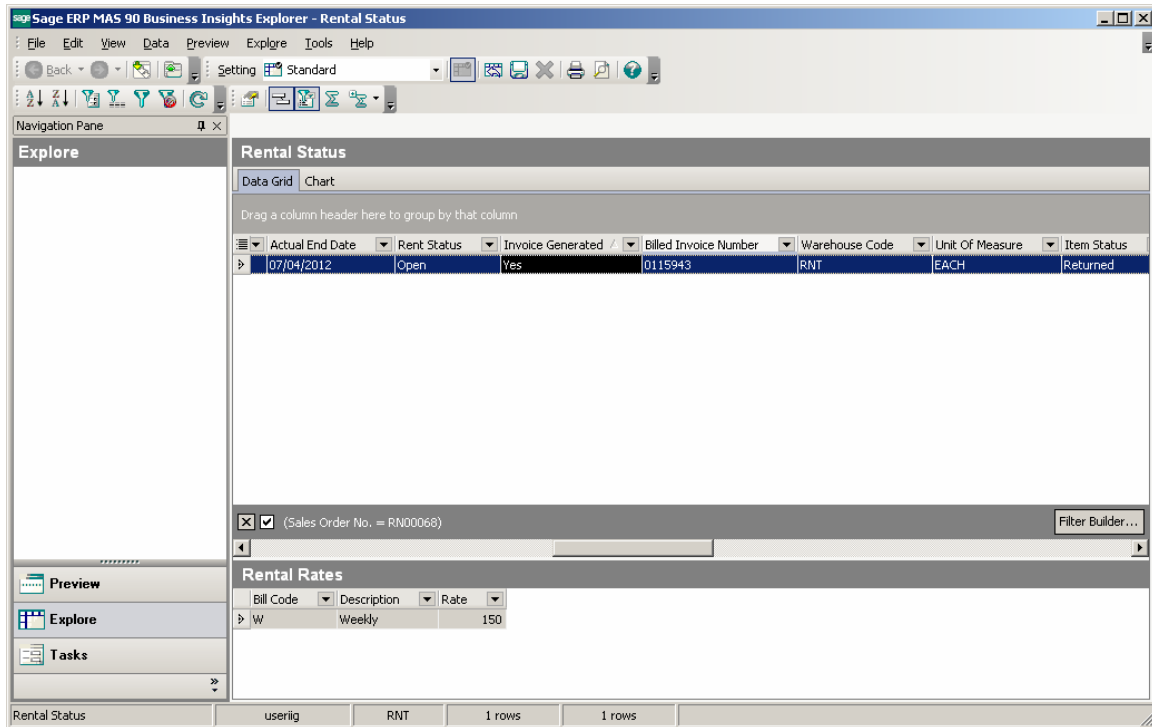 sage Sage ERP MAS 90 Business Insights Explorer - Rental Status
File Edit View Data Preview Explore Tools Help
Back Setting Standard
Navigation Pane
Explore
Rental Status
Data Grid Chart
Drag a column header here to group by that column
Actual End Date Rent Status Invoice Generated Billed Invoice Number Warehouse Code Unit Of Measure Item Status
07/04/2012 Open Yes 0115943 RNT EACH Returned
(Sales Order No. = RN00068) Filter Builder...
Rental Rates
Bill Code Description Rate
W Weekly 150
Preview
Explore
Tasks
Rental Status useriig RNT 1 rows 1 rows